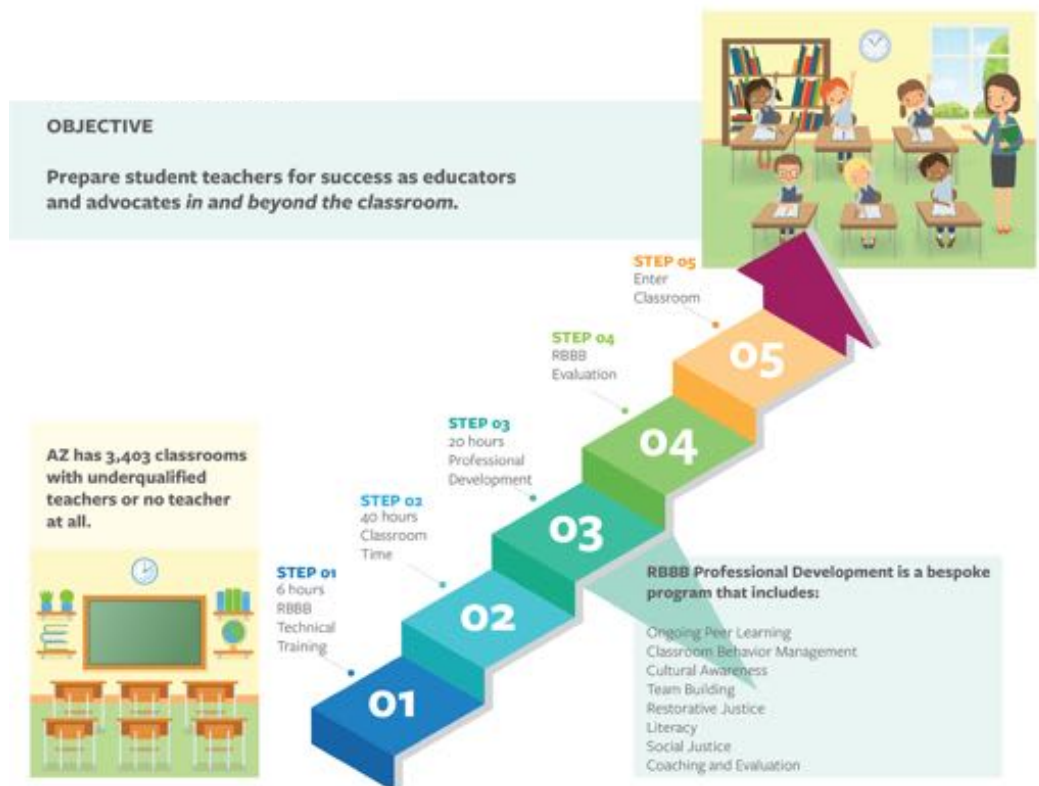 OBJECTIVE
Prepare student teachers for success as educators
and advocates in and beyond the classroom.
STEP 05
Enter
Classroom
05
STEP 04
RBBB
Evaluation
04
STEP 03
20 hours
Professional
Development
03
STEP 02
40 hours
Classroom
Time
02
STEP 01
6 hours
RBBB
Technical
Training
01
AZ has 3,403 classrooms
with underqualified
teachers or no teacher
at all.
RBBB Professional Development is a bespoke
program that includes:
Ongoing Peer Learning
Classroom Behavior Management
Cultural Awareness
Team Building
Restorative Justice
Literacy
Social Justice
Coaching and Evaluation